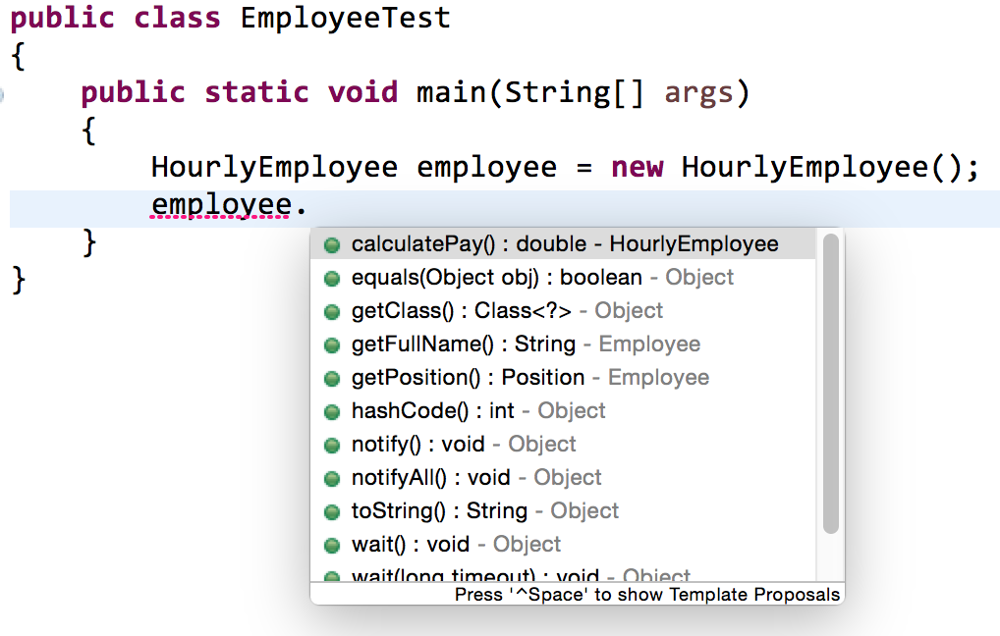 public class EmployeeTest
{
public static void main(String[] args)
{
HourlyEmployee employee = new HourlyEmployee();
employee.
}
}
calculatePay() : double - HourlyEmployee
equals(Object obj) : boolean - Object
getClass() : Class<?> - Object
getFullName() : String - Employee
getPosition() : Position - Employee
hashCode() : int - Object
notify() : void - Object
notifyAll() : void - Object
toString() : String - Object
wait() : void - Object
wait(long timeout) : void - Object
Press '^Space' to show Template Proposals